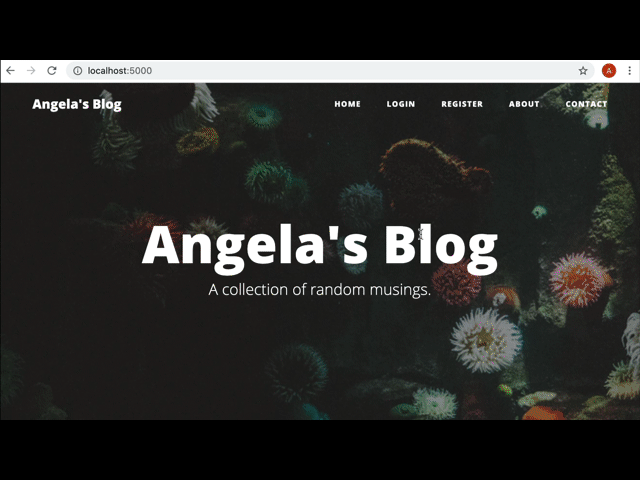 localhost:5000
A
Angela's Blog
HOME
LOGIN
REGISTER
ABOUT
CONTACT
Angela's Blog
A collection of random musings.